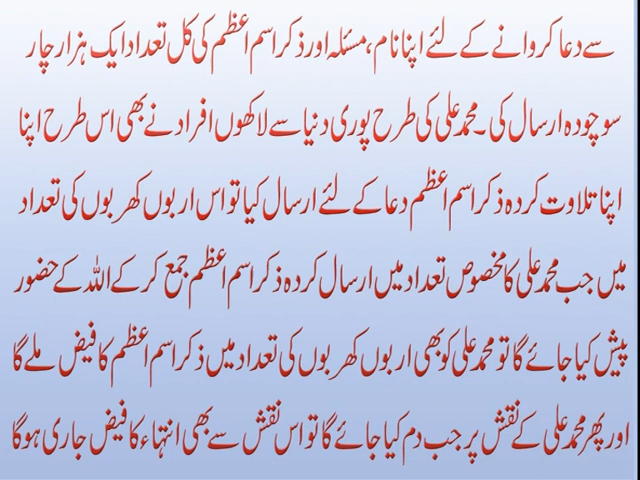 سے دعا کروانے کے لئے اپنا نام، مسئلہ اور ذکر اسم اعظم کی کل تعداد ایک ہزار چار
سو چودہ ارسال کی۔ محمد علی کی طرح پوری دنیا سے لاکھوں افراد نے بھی اس طرح اپنا
اپنا تلاوت کردہ ذکر اسم اعظم دعا کے لئے ارسال کیا تو اس اربوں کھربوں کی تعداد
میں جب محمد علی کا مخصوص تعداد میں ارسال کردہ ذکر اسم اعظم جمع کر کے اللہ کے حضور
پیش کیا جائے گا تو محمد علی کو بھی اربوں کھربوں کی تعداد میں ذکر اسم اعظم کا فیض ملے گا
اور پھر محمد علی کے نقش پر جب دم کیا جائے گا تو اس نقش سے بھی انتہاء کا فیض جاری ہوگا